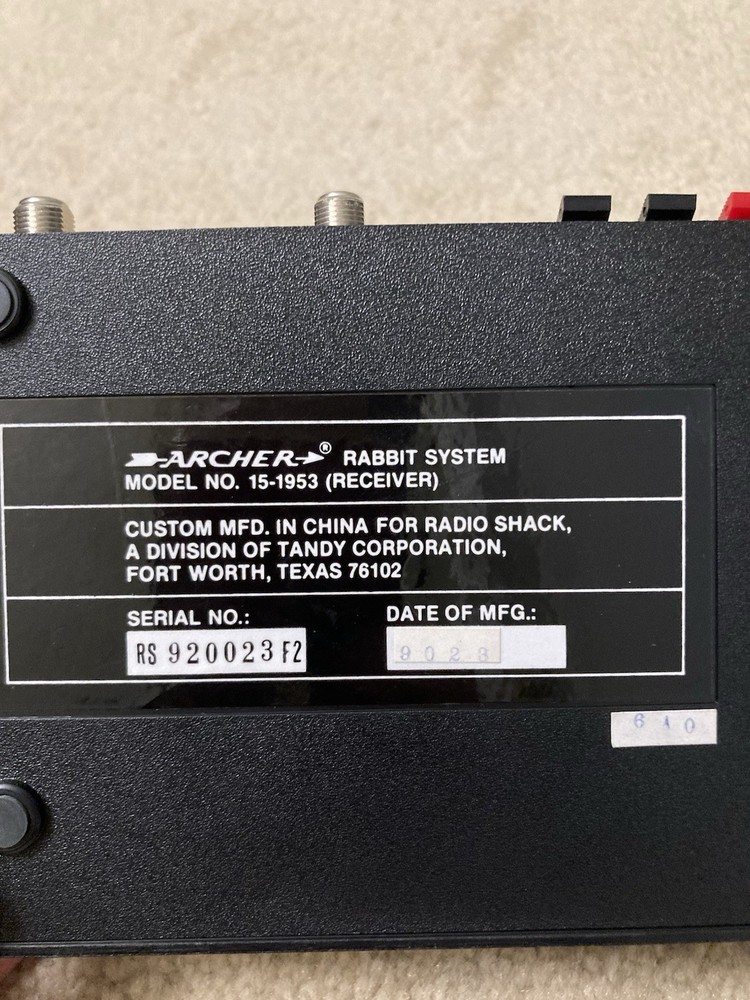 ARCHER® RABBIT SYSTEM
MODEL NO. 15-1953 (RECEIVER)
CUSTOM MFD. IN CHINA FOR RADIO SHACK,
A DIVISION OF TANDY CORPORATION,
FORT WORTH, TEXAS 76102
SERIAL NO.: DATE OF MFG.:
RS 920023 F2 9023
610